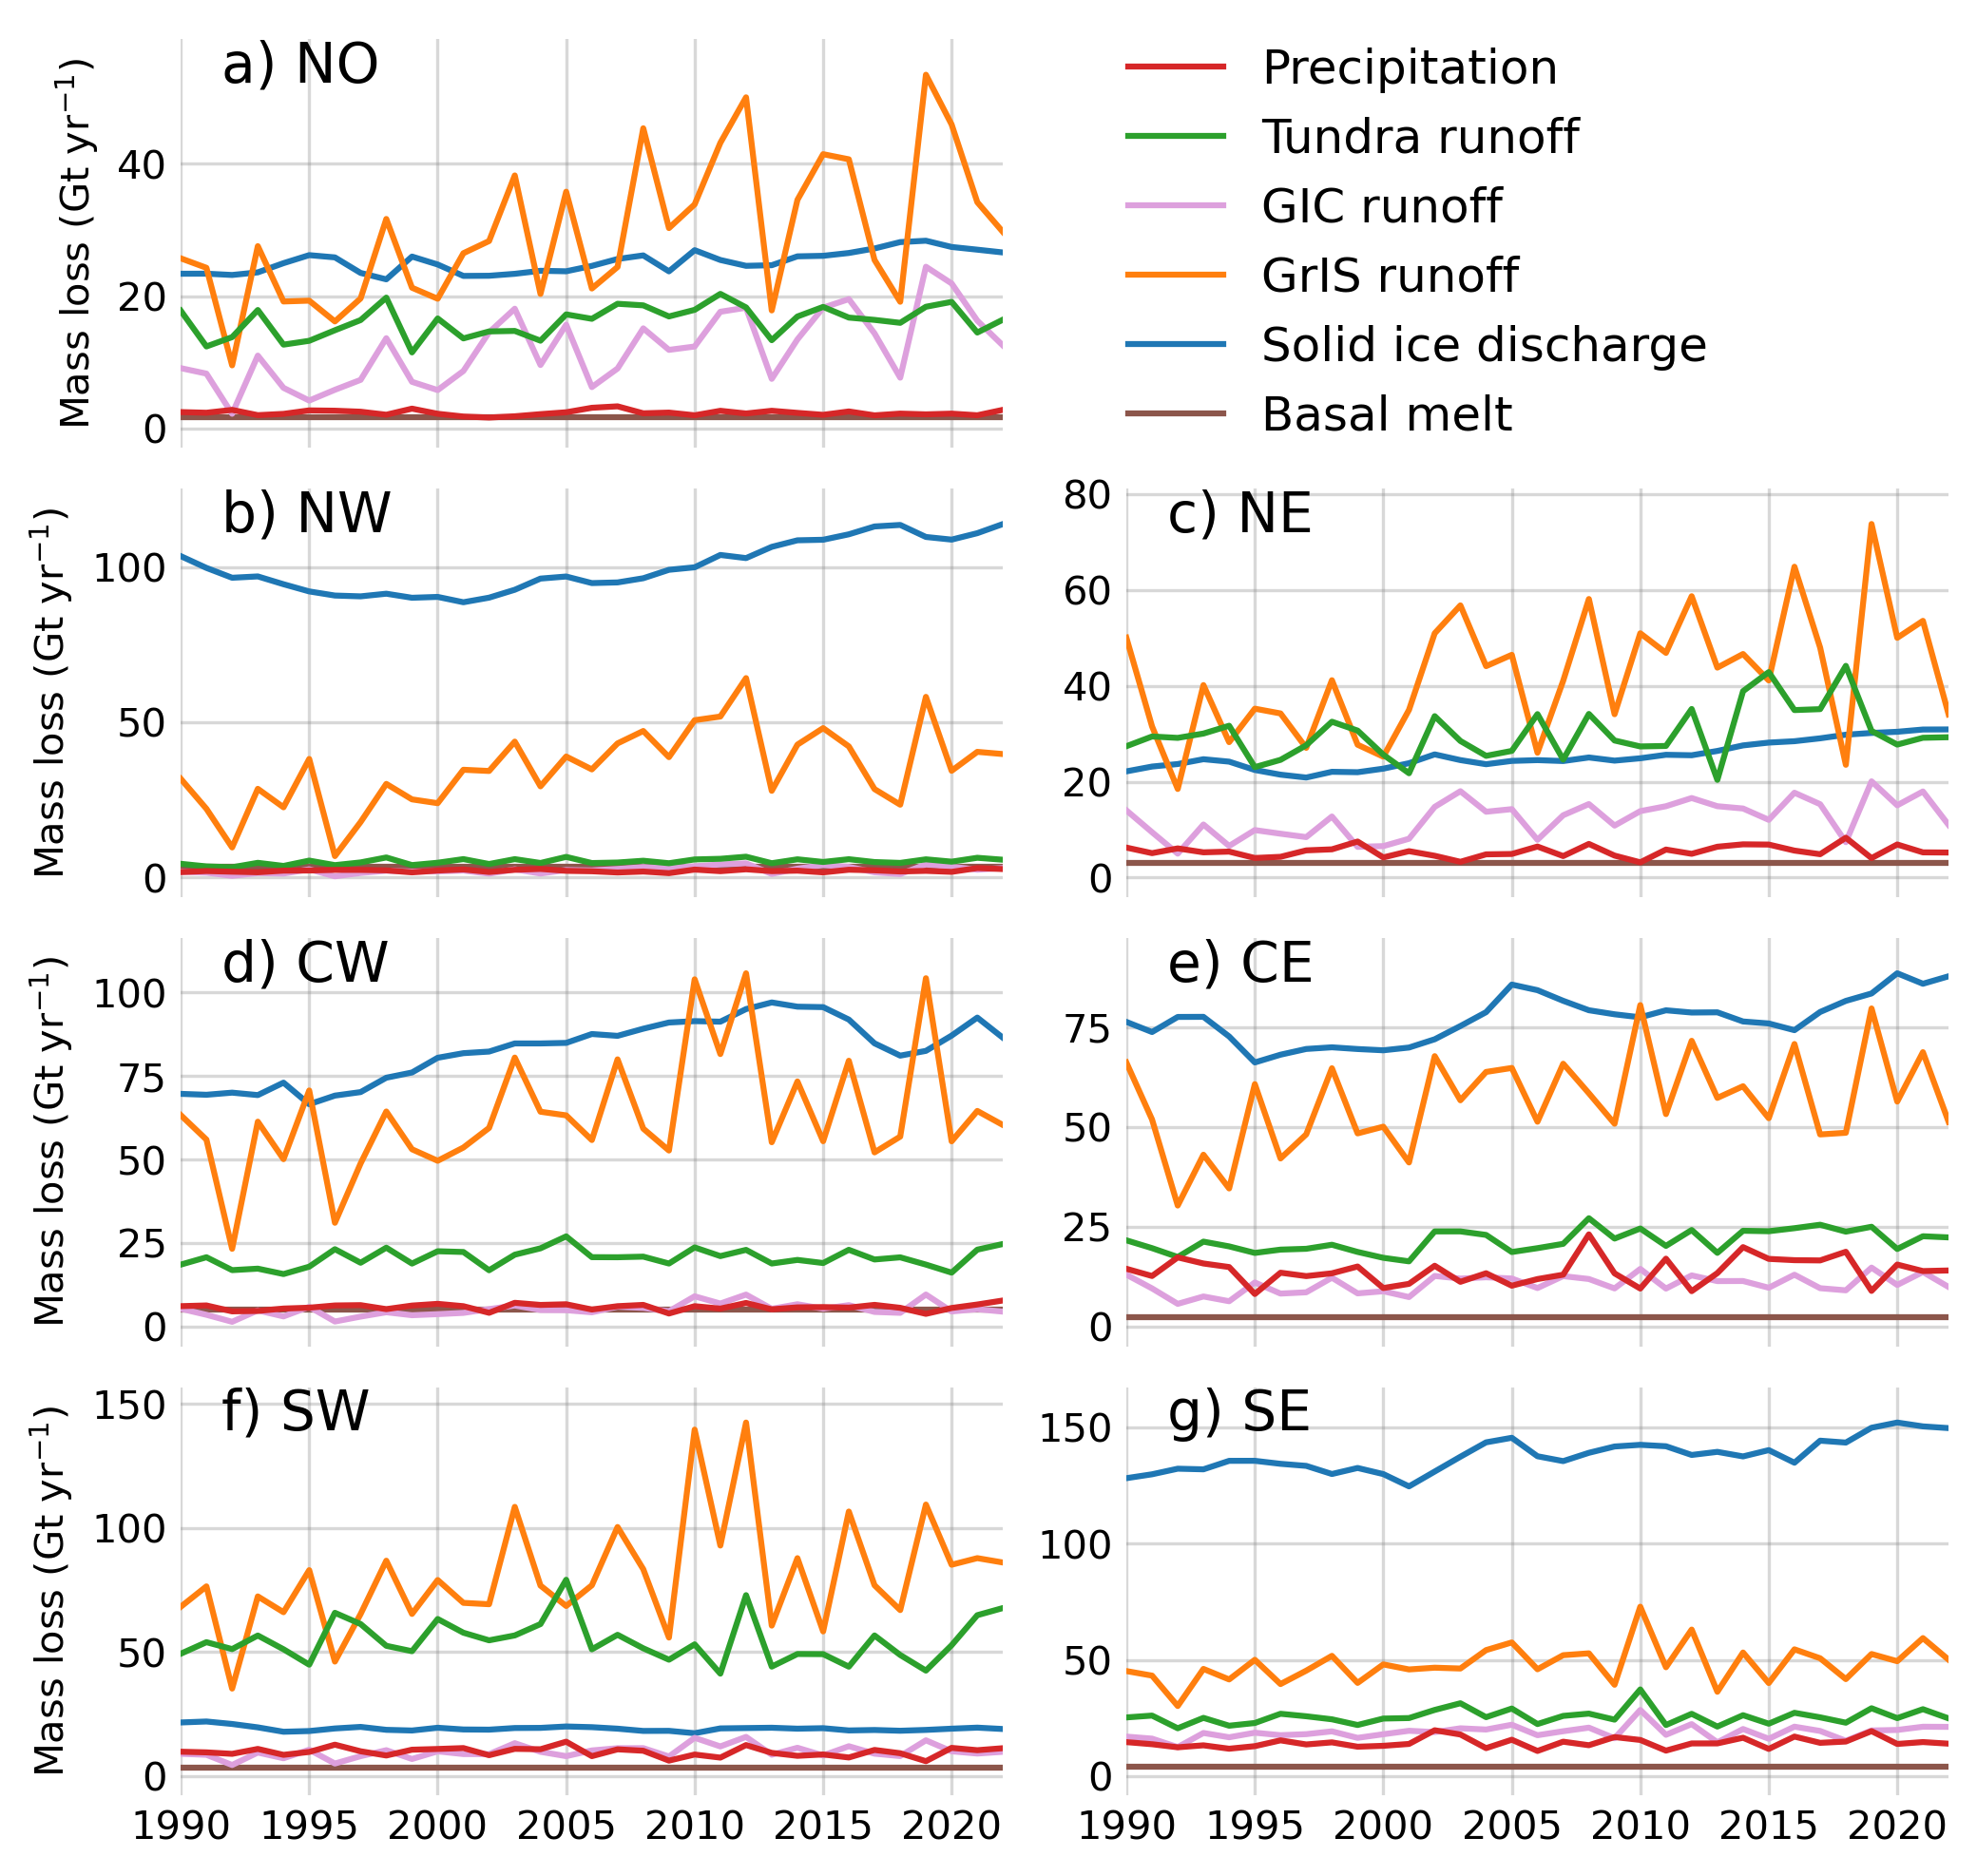 a) NO
Mass loss (Gt yr⁻¹)
40
20
0
Precipitation
Tundra runoff
GIC runoff
GrIS runoff
Solid ice discharge
Basal melt
b) NW
Mass loss (Gt yr⁻¹)
100
50
0
c) NE
80
60
40
20
0
d) CW
Mass loss (Gt yr⁻¹)
100
75
50
25
0
e) CE
75
50
25
0
f) SW
Mass loss (Gt yr⁻¹)
150
100
50
0
1990 1995 2000 2005 2010 2015 2020
g) SE
150
100
50
0
1990 1995 2000 2005 2010 2015 2020